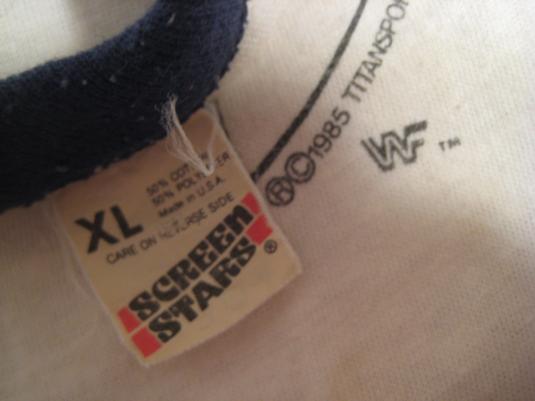 XL
50% COTTON
50% POLYESTER
Made in U.S.A.
CARE ON REVERSE SIDE
SCREEN
STARS ®
®©1985 TITANSPOR
WF ™